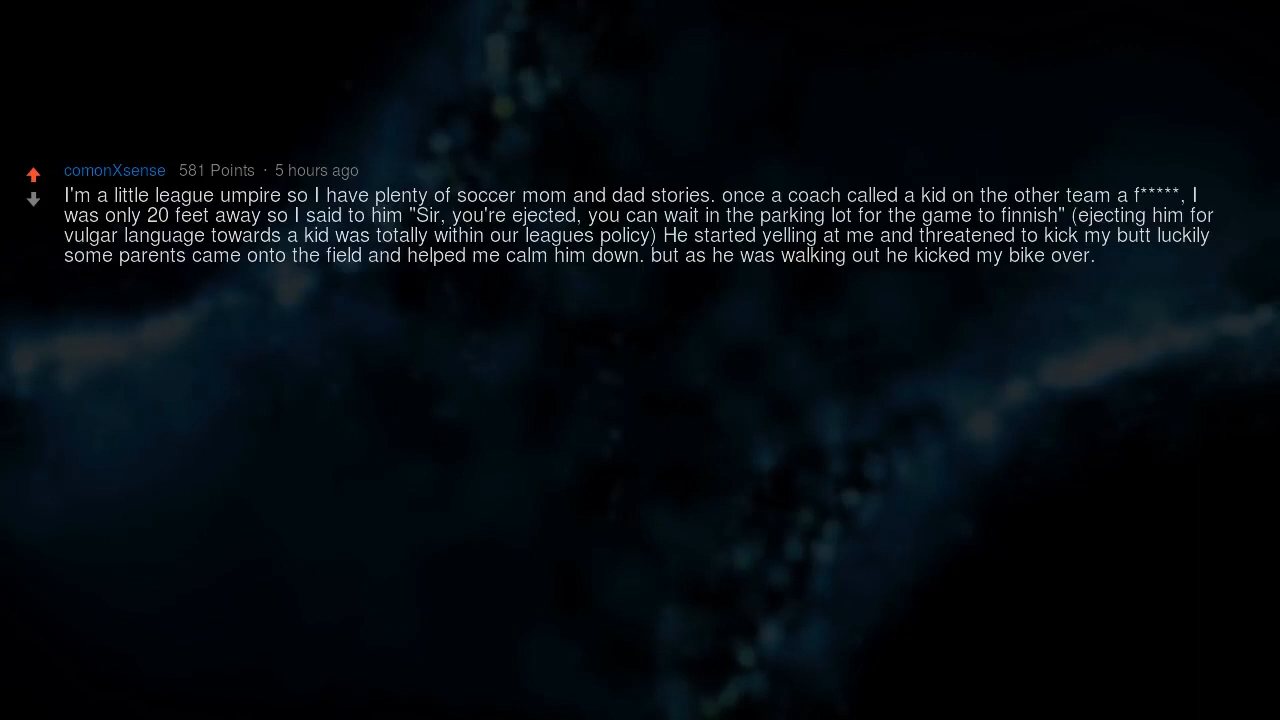 comonXsense 581 Points · 5 hours ago
I'm a little league umpire so I have plenty of soccer mom and dad stories. once a coach called a kid on the other team a f*****, I
was only 20 feet away so I said to him "Sir, you're ejected, you can wait in the parking lot for the game to finnish" (ejecting him for
vulgar language towards a kid was totally within our leagues policy) He started yelling at me and threatened to kick my butt luckily
some parents came onto the field and helped me calm him down. but as he was walking out he kicked my bike over.